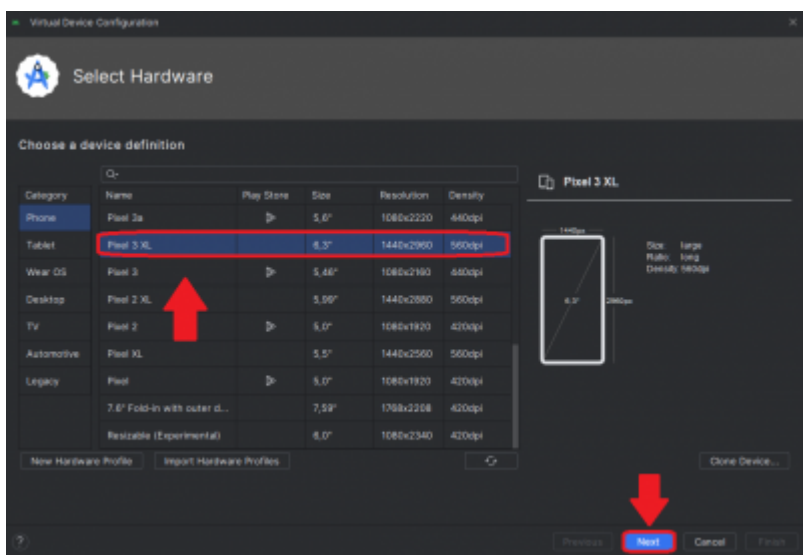 Virtual Device Configuration
Select Hardware
Choose a device definition
Category Name Play Store Size Resolution Density
Phone Pixel 3a 5,6" 1080x2220 440dpi
Tablet Pixel 3 XL 6,3" 1440x2960 560dpi
Wear OS Pixel 3 5,46" 1080x2160 440dpi
Desktop Pixel 2 XL 5,99" 1440x2880 560dpi
TV Pixel 2 5,0" 1080x1920 420dpi
Automotive Pixel XL 5,5" 1440x2560 560dpi
Legacy Pixel 5,0" 1080x1920 420dpi
7.6" Fold-in with outer d... 7,59" 1768x2208 420dpi
Resizable (Experimental) 6,0" 1080x2340 420dpi
New Hardware Profile Import Hardware Profiles
Pixel 3 XL
1440px
6,3"
2960px
Size: large
Ratio: long
Density: 560dpi
Clone Device...
? Previous Next Cancel Finish